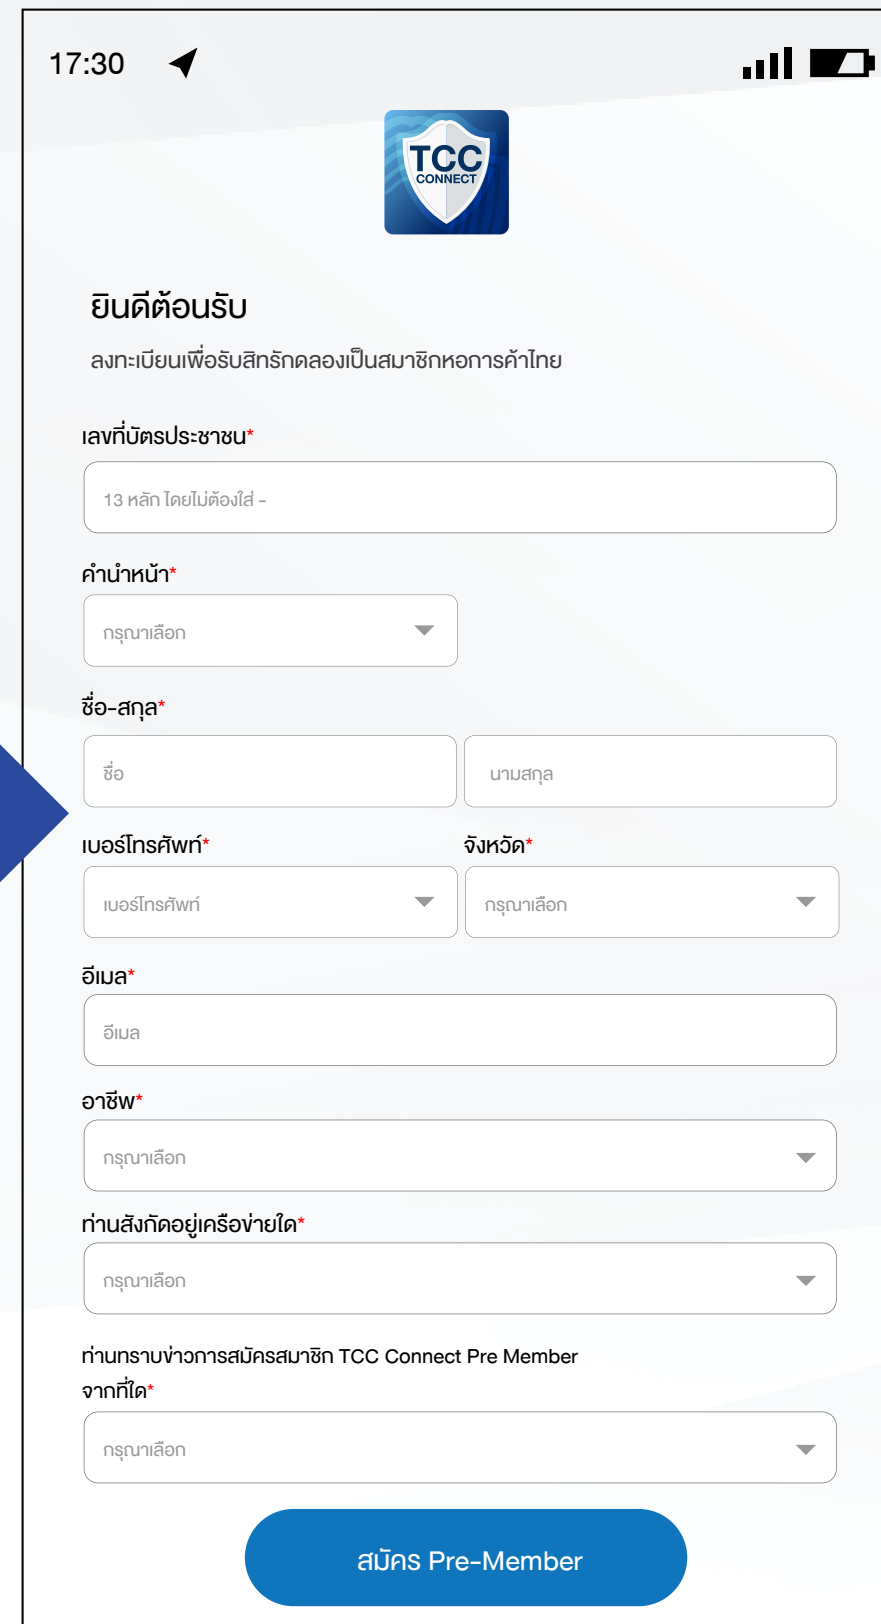 17:30
TCC
CONNECT
ยินดีต้อนรับ
ลงทะเบียนเพื่อรับสิทธิทดลองเป็นสมาชิกหอการค้าไทย
เลขที่บัตรประชาชน*
13 หลัก โดยไม่ต้องใส่ -
คำนำหน้า*
กรุณาเลือก
ชื่อ-สกุล*
ชื่อ นามสกุล
เบอร์โทรศัพท์* จังหวัด*
เบอร์โทรศัพท์ กรุณาเลือก
อีเมล*
อีเมล
อาชีพ*
กรุณาเลือก
ท่านสังกัดอยู่เครือข่ายใด*
กรุณาเลือก
ท่านทราบข่าวการสมัครสมาชิก TCC Connect Pre Member
จากที่ใด*
กรุณาเลือก
สมัคร Pre-Member